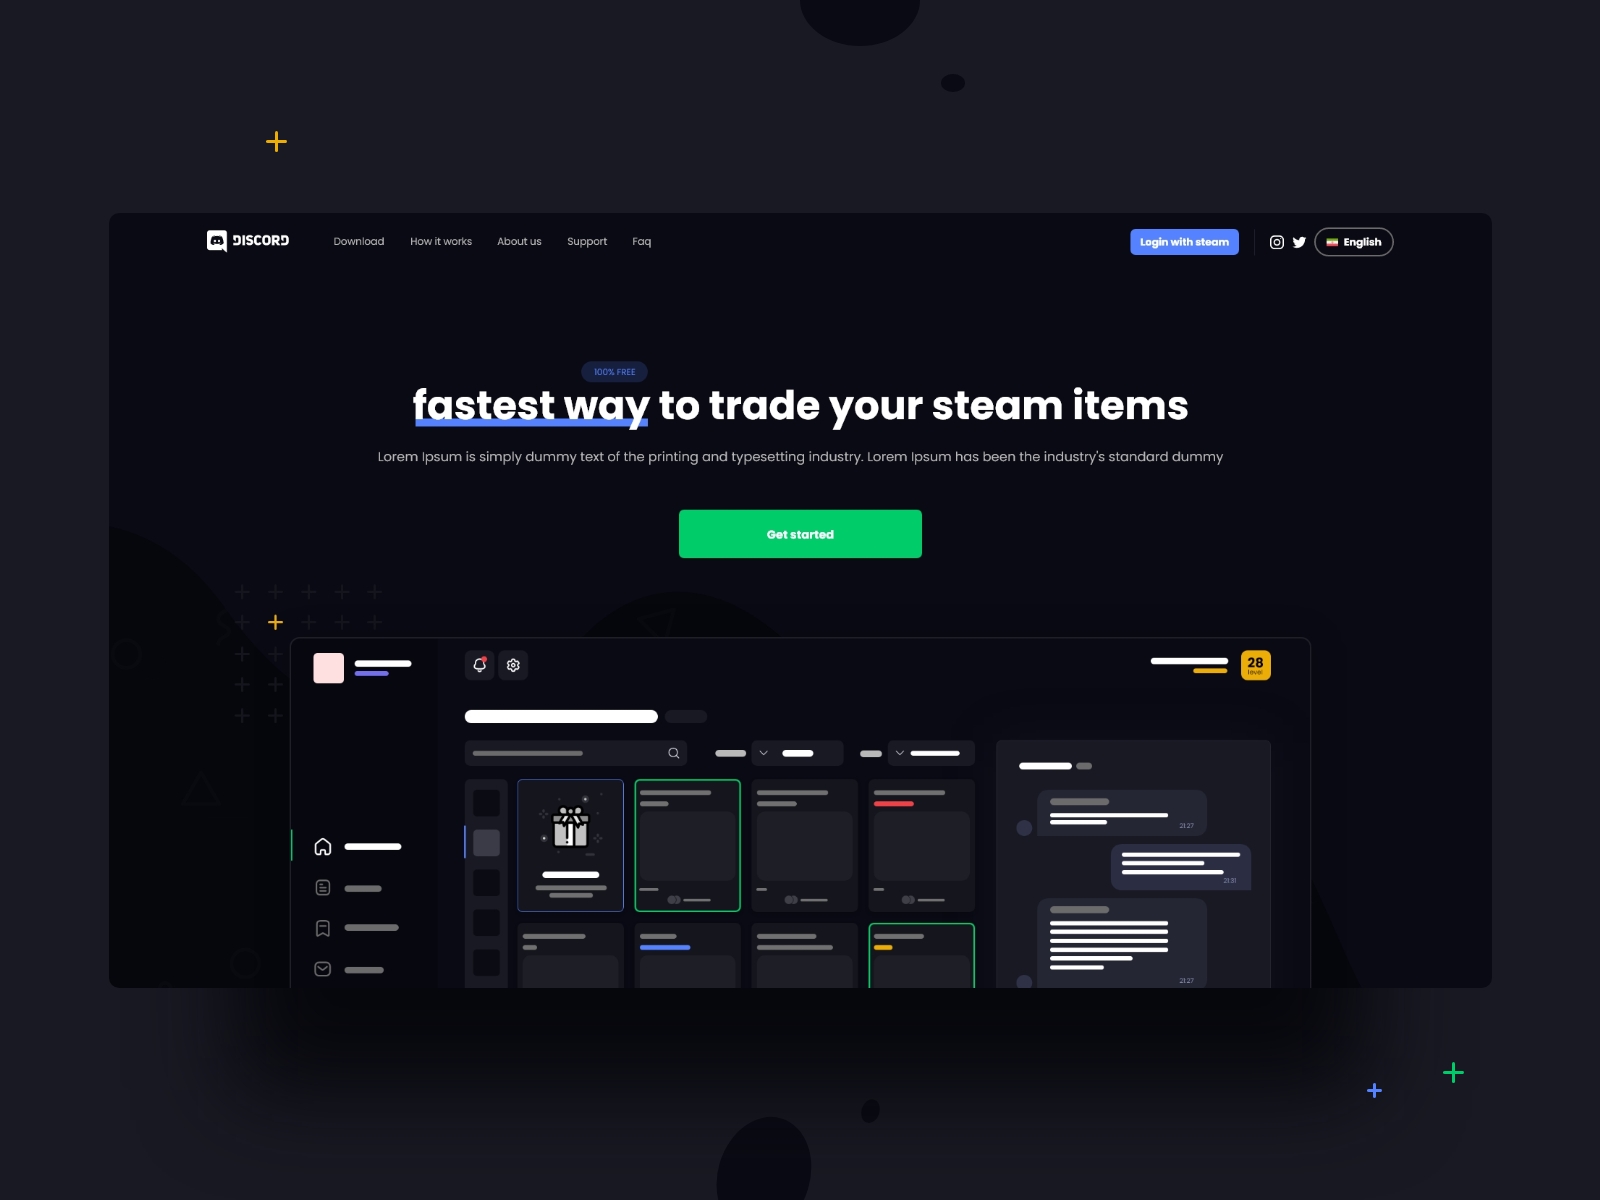 DISCORD
Download
How it works
About us
Support
Faq
Login with steam
English
100% FREE
fastest way to trade your steam items
Lorem Ipsum is simply dummy text of the printing and typesetting industry. Lorem Ipsum has been the industry's standard dummy
Get started
28
level
21:27
21:31
21:27